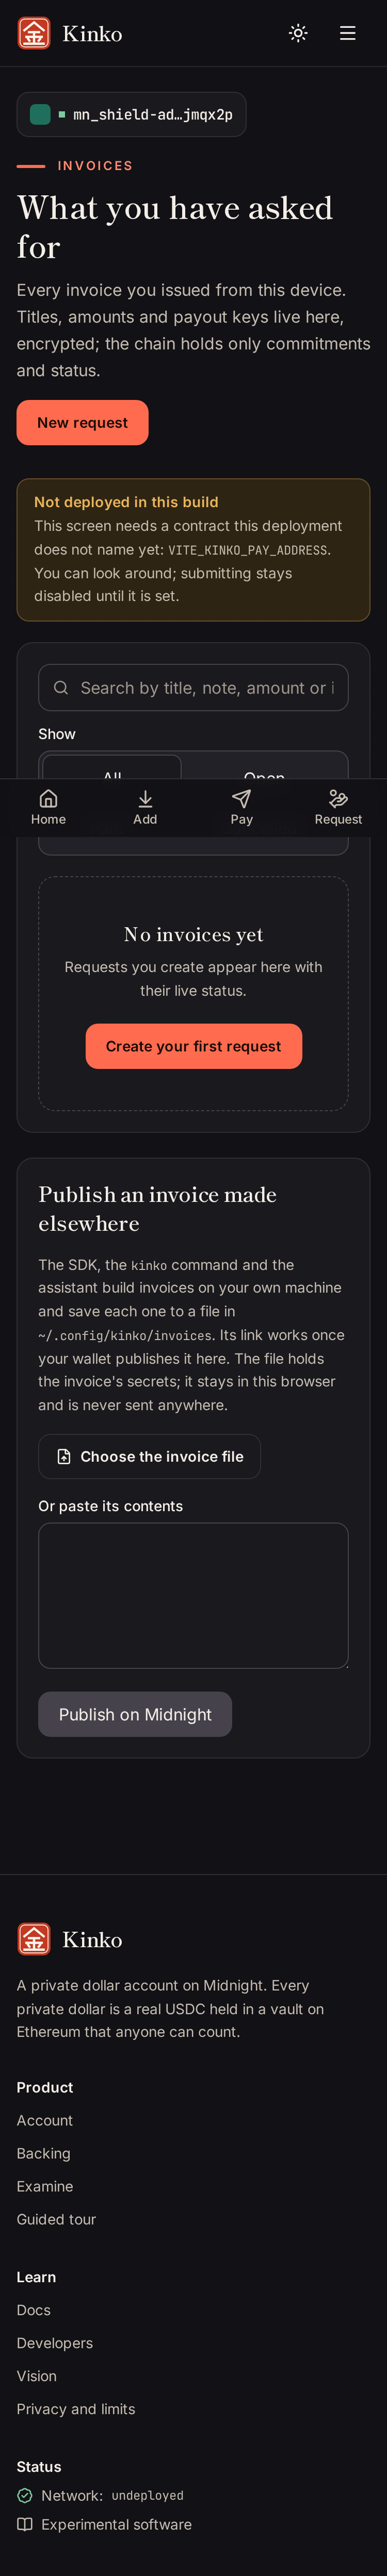 金 Kinko
mn_shield-ad…jmqx2p
INVOICES
What you have asked
for
Every invoice you issued from this device.
Titles, amounts and payout keys live here,
encrypted; the chain holds only commitments
and status.
New request
Not deployed in this build
This screen needs a contract this deployment
does not name yet: VITE_KINKO_PAY_ADDRESS.
You can look around; submitting stays
disabled until it is set.
Search by title, note, amount or i
Show
All Open
Home Add Pay Request
No invoices yet
Requests you create appear here with
their live status.
Create your first request
Publish an invoice made
elsewhere
The SDK, the kinko command and the
assistant build invoices on your own machine
and save each one to a file in
~/.config/kinko/invoices. Its link works once
your wallet publishes it here. The file holds
the invoice's secrets; it stays in this browser
and is never sent anywhere.
Choose the invoice file
Or paste its contents
Publish on Midnight
金 Kinko
A private dollar account on Midnight. Every
private dollar is a real USDC held in a vault on
Ethereum that anyone can count.
Product
Account
Backing
Examine
Guided tour
Learn
Docs
Developers
Vision
Privacy and limits
Status
Network: undeployed
Experimental software